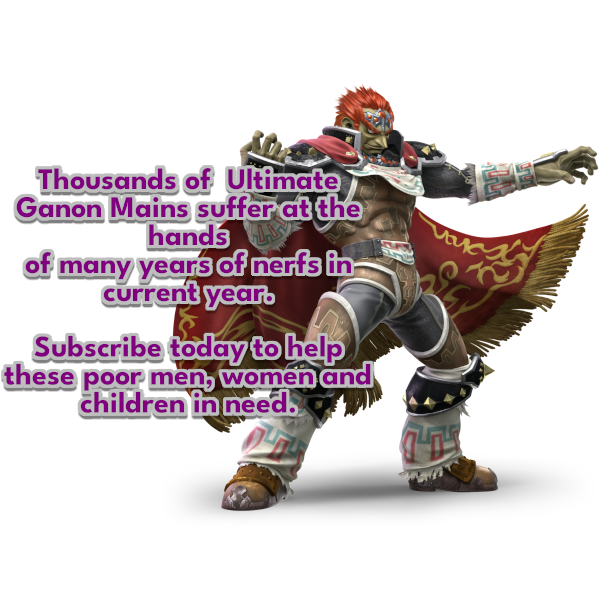 Thousands of  Ultimate
Ganon Mains suffer at the
hands
of many years of nerfs in
current year.

Subscribe today to help
these poor men, women and
children in need.